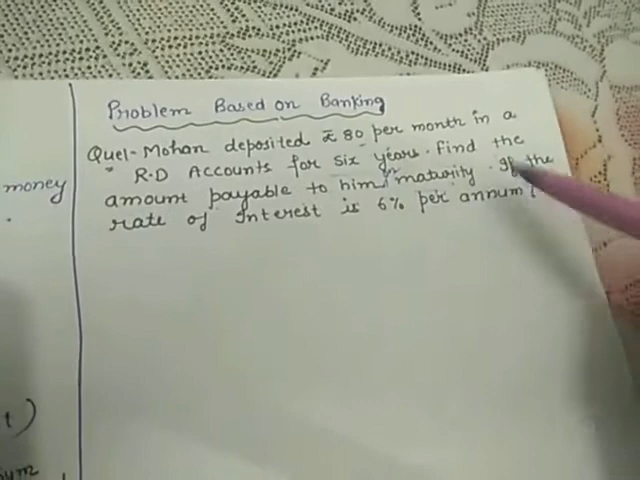 Problem Based on Banking
Que1- Mohan deposited ₹ 80 per month in a
R.D Accounts for six years. Find the
amount payable to him on maturity. If the
rate of Interest is 6% per annum?
money
t)